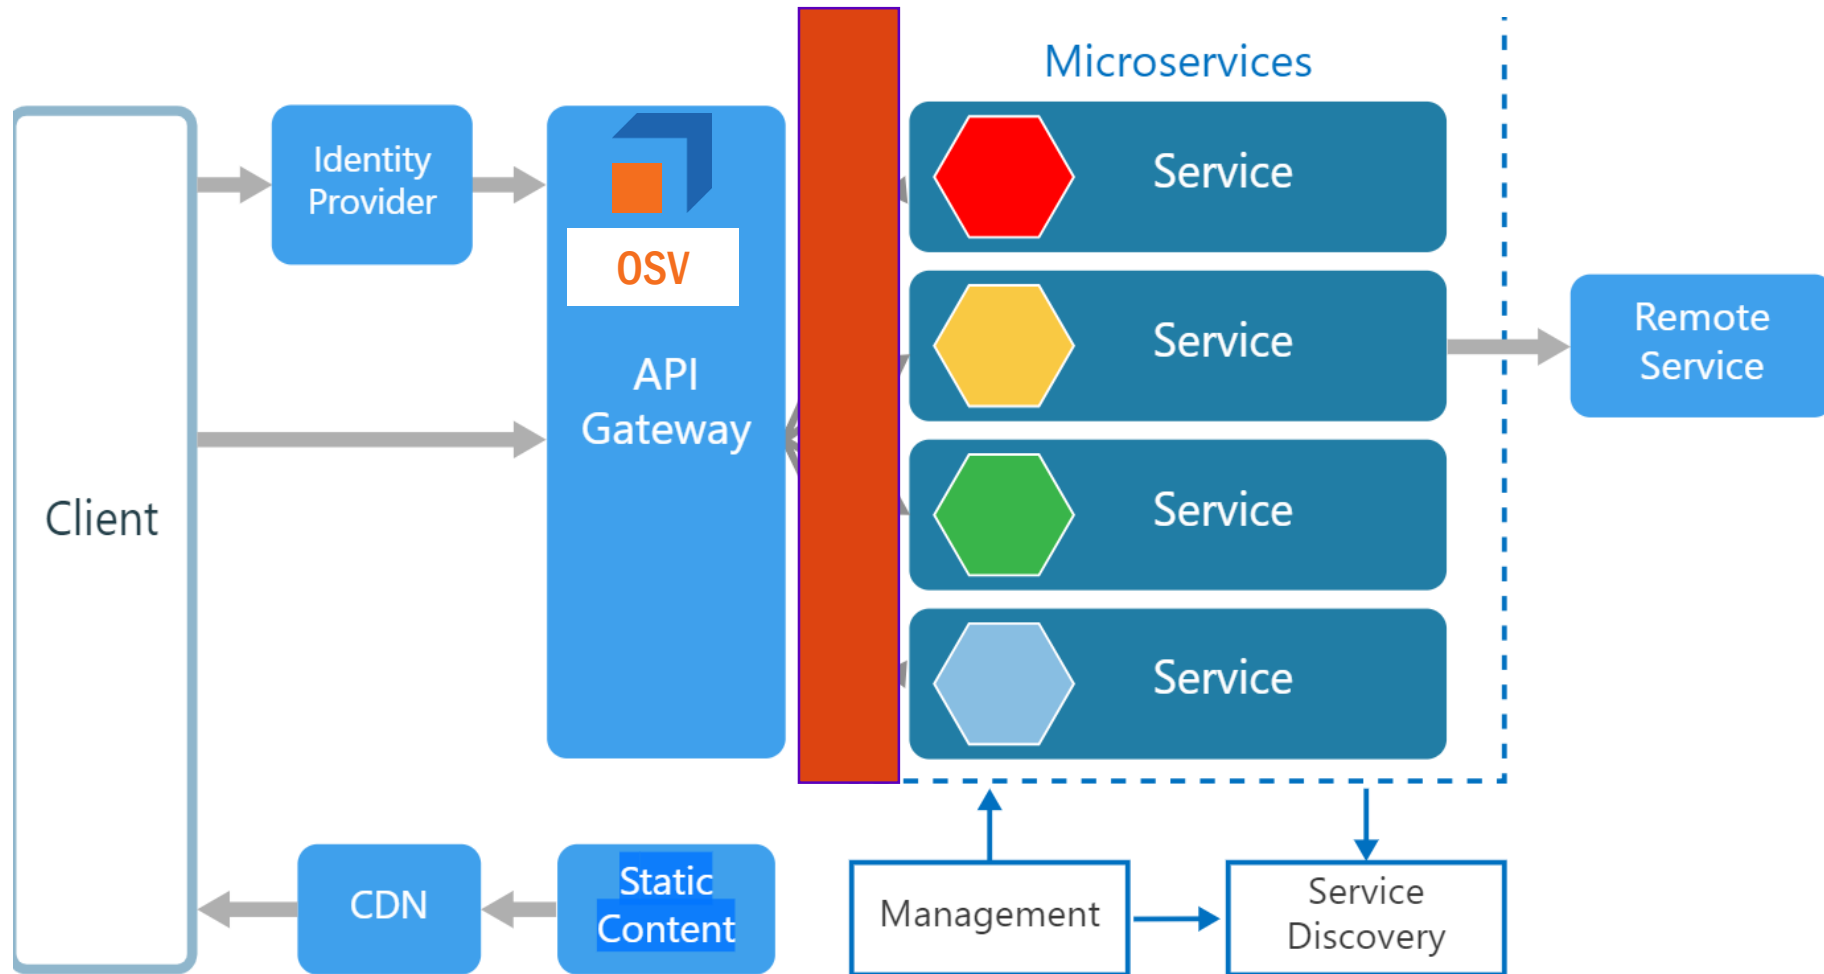 Microservices
Identity
Provider
OSV
API
Gateway
Client
Service
Service
Service
Service
Remote
Service
CDN
Static
Content
Management
Service
Discovery